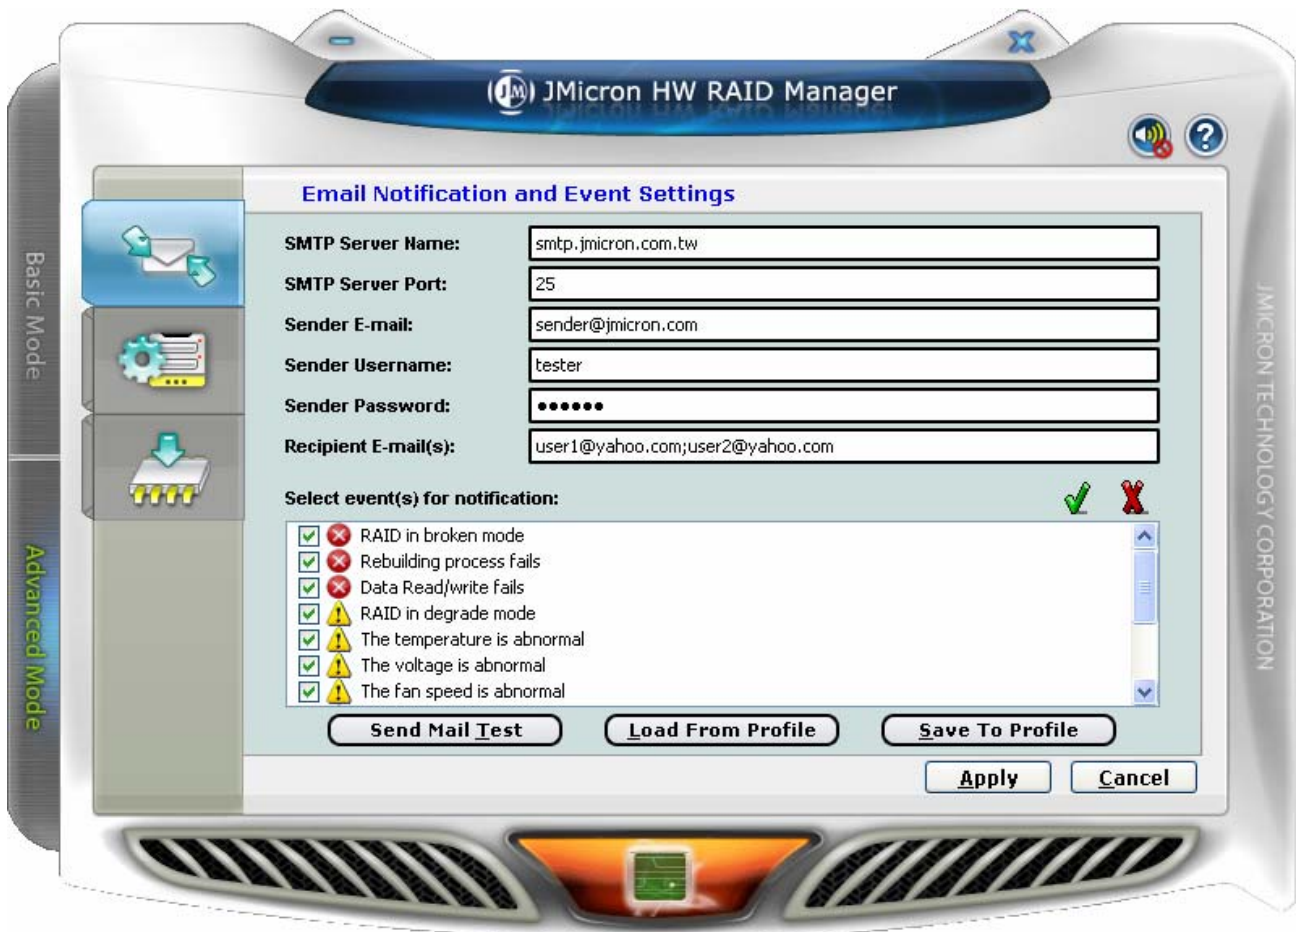 JM JMicron HW RAID Manager
Email Notification and Event Settings
SMTP Server Name: smtp.jmicron.com.tw
SMTP Server Port: 25
Sender E-mail: sender@jmicron.com
Sender Username: tester
Sender Password: ••••••
Recipient E-mail(s): user1@yahoo.com;user2@yahoo.com
Select event(s) for notification:
RAID in broken mode
Rebuilding process fails
Data Read/write fails
RAID in degrade mode
The temperature is abnormal
The voltage is abnormal
The fan speed is abnormal
Send Mail Test Load From Profile Save To Profile
Apply Cancel
Basic Mode
Advanced Mode
JMICRON TECHNOLOGY CORPORATION